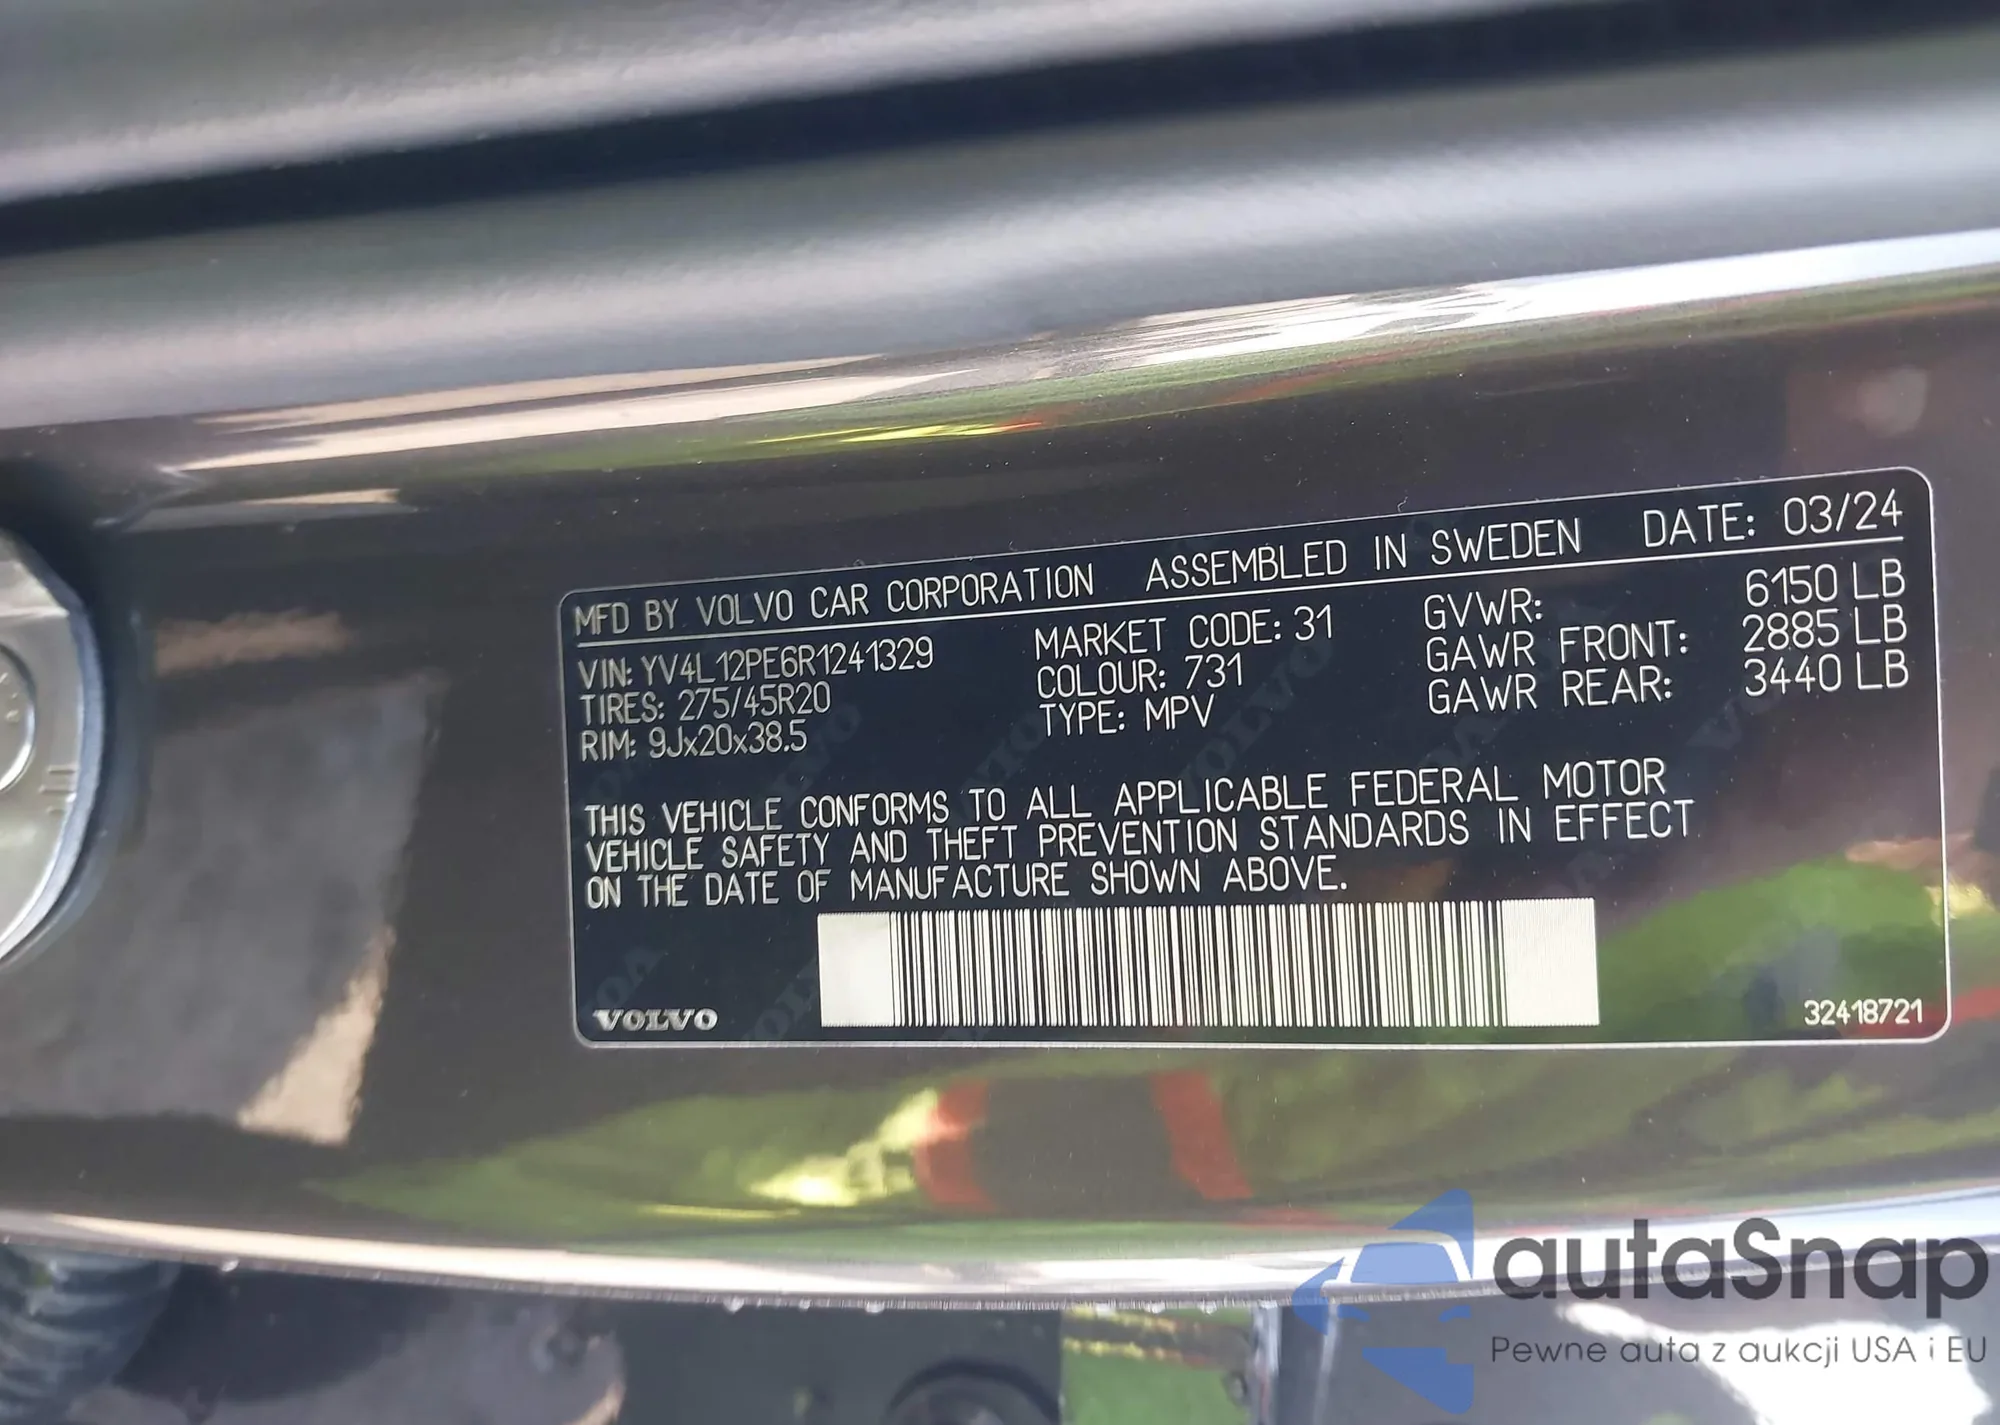 MFD BY VOLVO CAR CORPORATION ASSEMBLED IN SWEDEN DATE: 03/24
VIN: YV4L12PE6R1241329 MARKET CODE: 31 GVWR: 6150 LB
TIRES: 275/45R20 COLOUR: 731 GAWR FRONT: 2885 LB
RIM: 9Jx20x38.5 TYPE: MPV GAWR REAR: 3440 LB
THIS VEHICLE CONFORMS TO ALL APPLICABLE FEDERAL MOTOR
VEHICLE SAFETY AND THEFT PREVENTION STANDARDS IN EFFECT
ON THE DATE OF MANUFACTURE SHOWN ABOVE.
VOLVO 32418721
autaSnap
Pewne auta z aukcji USA i EU